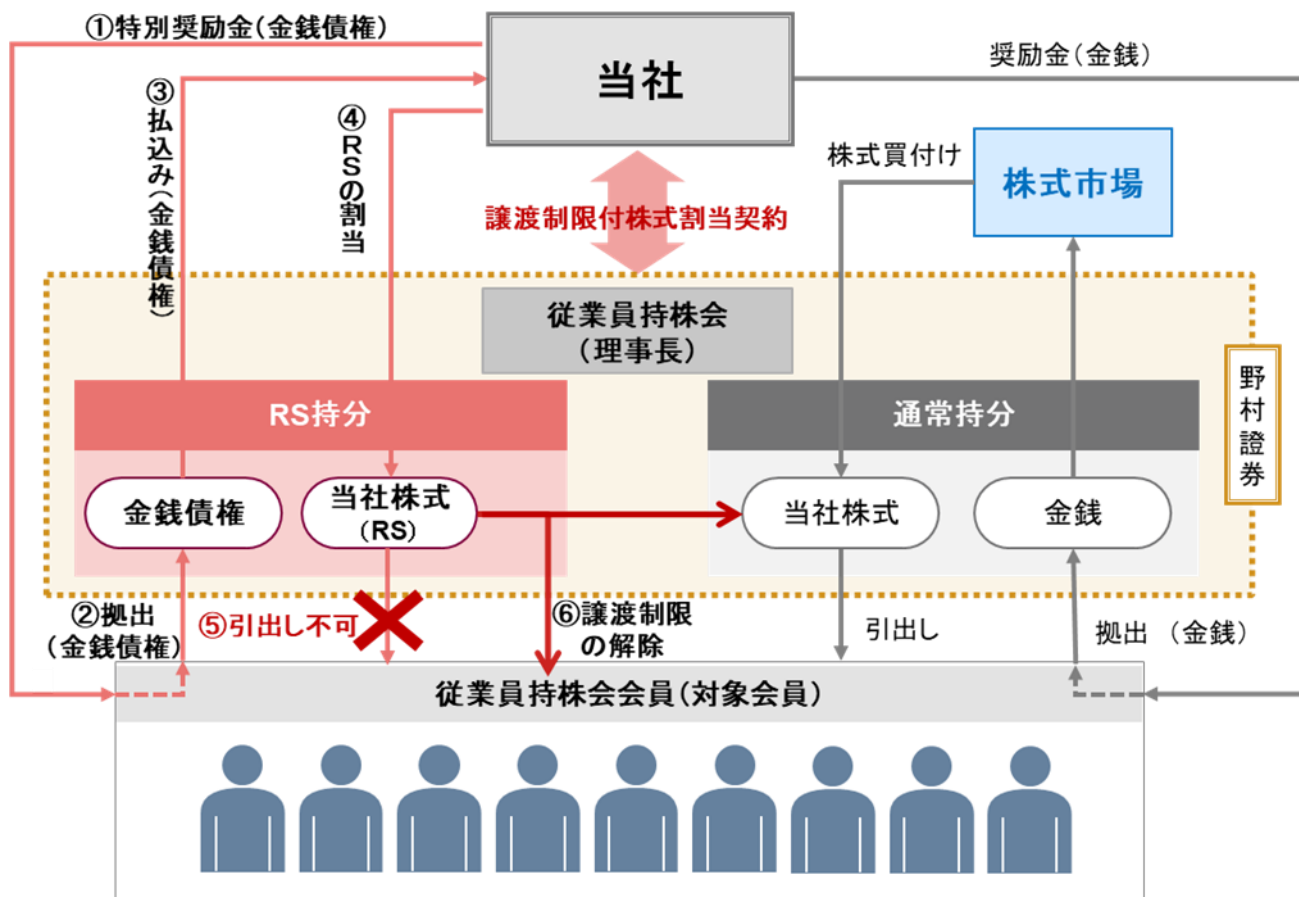 ①特別奨励金(金銭債権)
当社
奨励金(金銭)
③払込み(金銭債権)
④RSの割当
株式買付け
株式市場
譲渡制限付株式割当契約
従業員持株会
(理事長)
野村證券
RS持分
通常持分
金銭債権
当社株式
(RS)
当社株式
金銭
②拠出
(金銭債権)
⑤引出し不可
⑥譲渡制限
の解除
引出し
拠出 (金銭)
従業員持株会会員(対象会員)